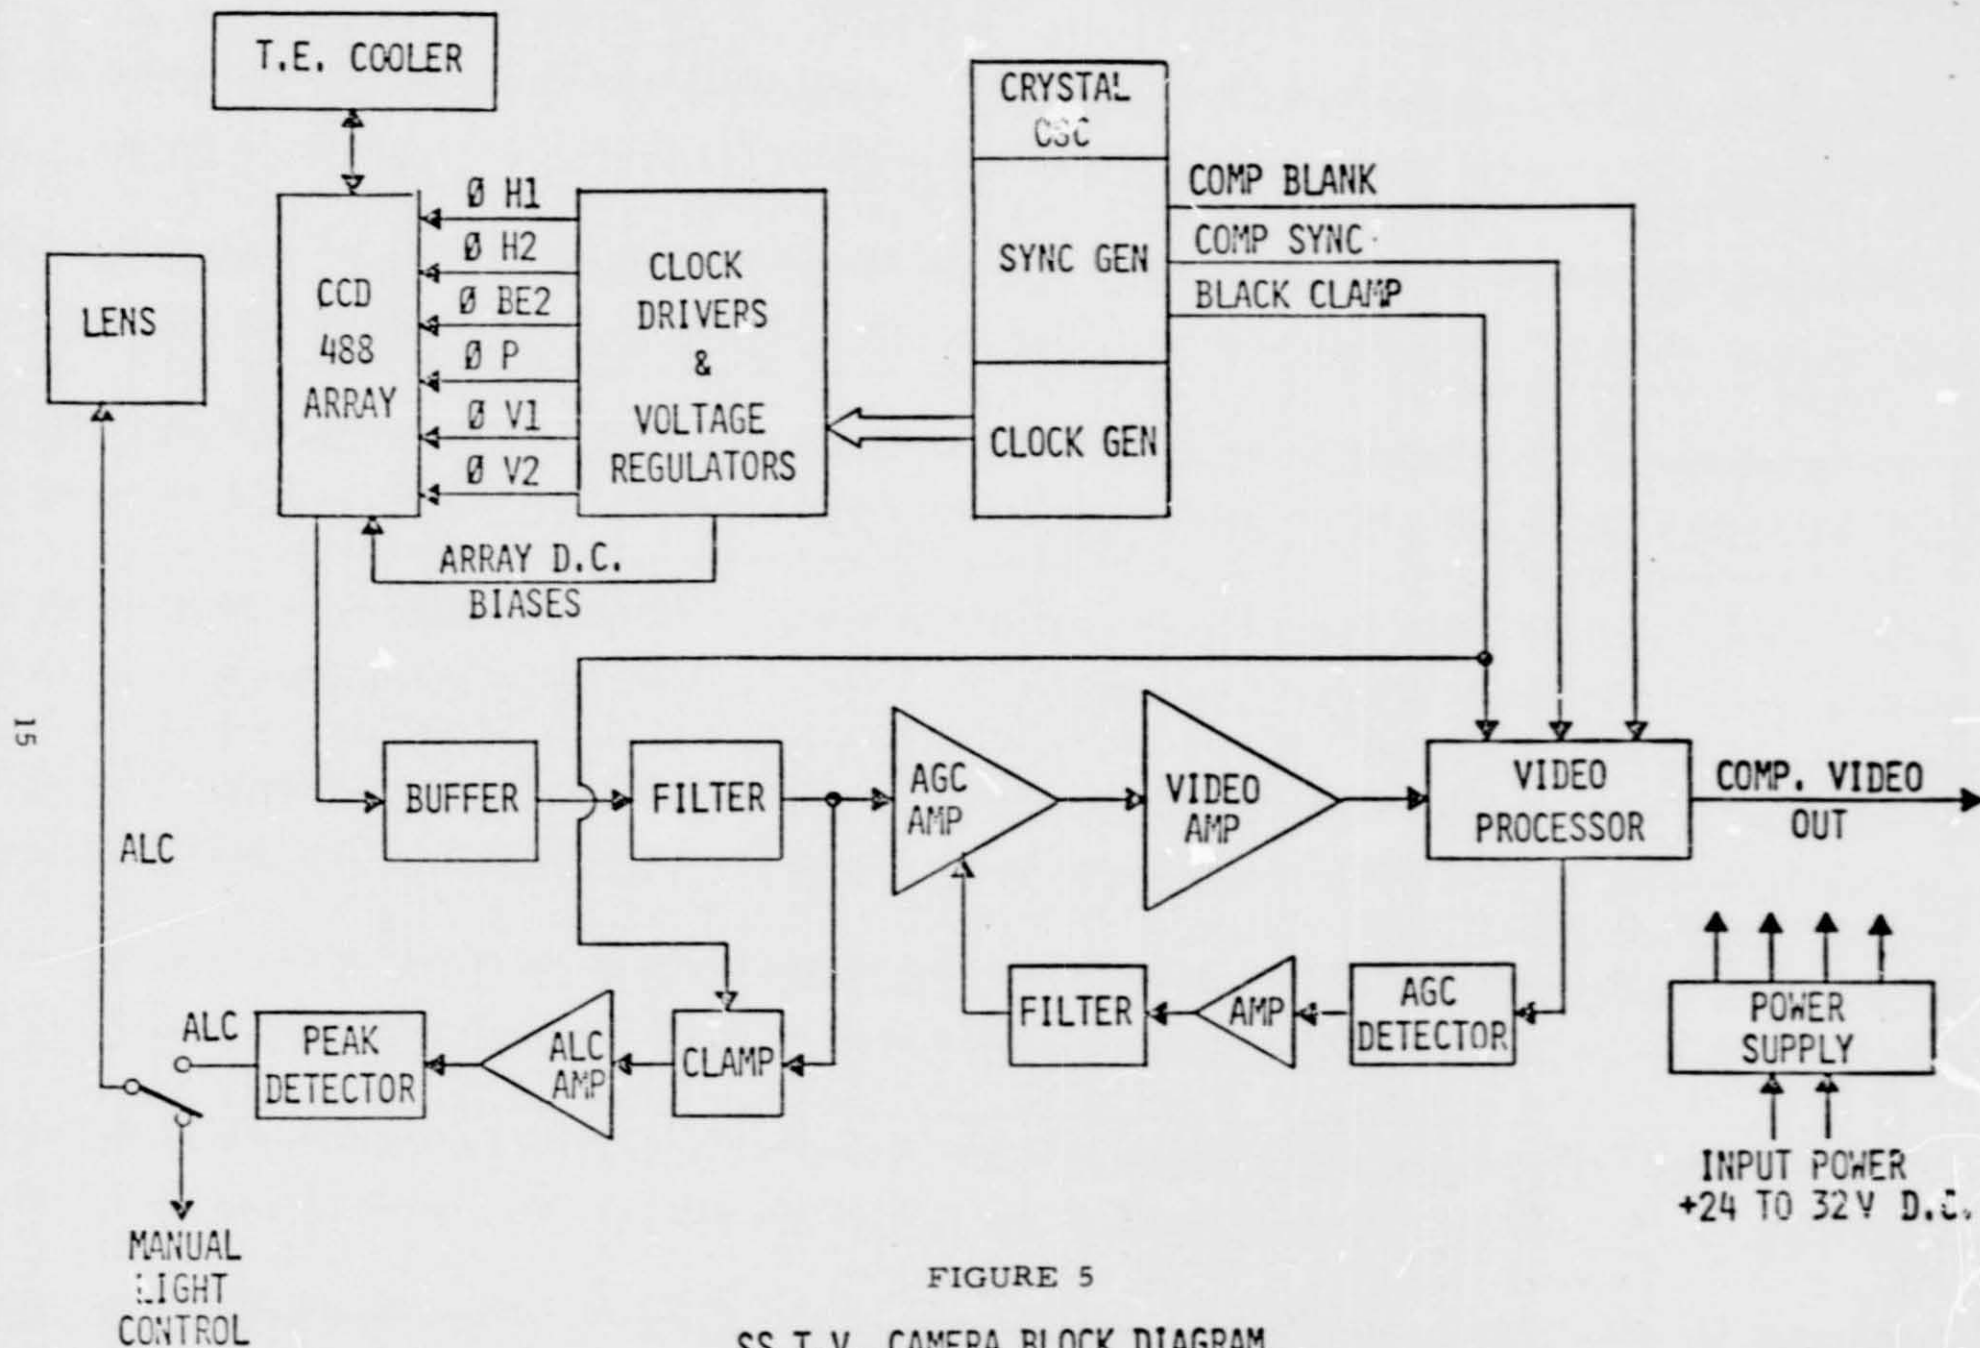 T.E. COOLER
CRYSTAL
OSC
COMP BLANK
Ø H1
COMP SYNC
SYNC GEN
Ø H2
CLOCK
DRIVERS
&
VOLTAGE
REGULATORS
CCD
488
ARRAY
BLACK CLAMP
Ø BE2
LENS
Ø P
Ø V1
CLOCK GEN
Ø V2
ARRAY D.C.
BIASES
15
BUFFER
FILTER
AGC
AMP
VIDEO
AMP
VIDEO
PROCESSOR
COMP. VIDEO
OUT
ALC
ALC
PEAK
DETECTOR
ALC
AMP
CLAMP
FILTER
AMP
AGC
DETECTOR
POWER
SUPPLY
INPUT POWER
+24 TO 32V D.C.
MANUAL
LIGHT
CONTROL
FIGURE 5
SS T.V. CAMERA BLOCK DIAGRAM